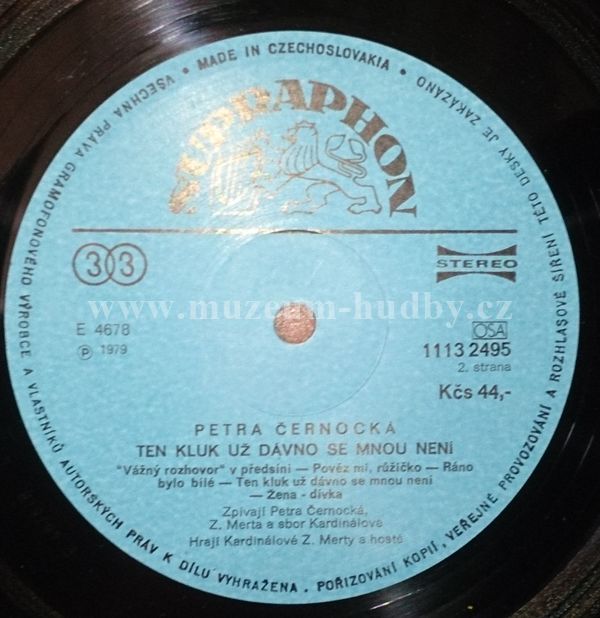 VŠECHNA PRÁVA GRAMOFONOVÉHO VÝROBCE A VLASTNÍKŮ AUTORSKÝCH PRÁV K DÍLU VYHRAŽENA. POŘIZOVÁNÍ KOPIÍ, VEŘEJNÉ PROVOZOVÁNÍ A ROZHLASOVÉ ŠÍŘENÍ TÉTO DESKY JE ZAKÁZÁNO
• MADE IN CZECHOSLOVAKIA •
SUPRAPHON
33
STEREO
www.muzeum-hudby.cz
E 4678
OSA
℗ 1979
1113 2495
2. strana
Kčs 44,-
PETRA ČERNOCKÁ
TEN KLUK UŽ DÁVNO SE MNOU NENÍ
"Vážný rozhovor" v předsíni — Pověz mi, růžičko — Ráno
bylo bílé — Ten kluk už dávno se mnou není
— Žena - dívka
Zpívají Petra Černocká,
Z. Merta a sbor Kardinálové
Hrají Kardinálové Z. Merty a hosté